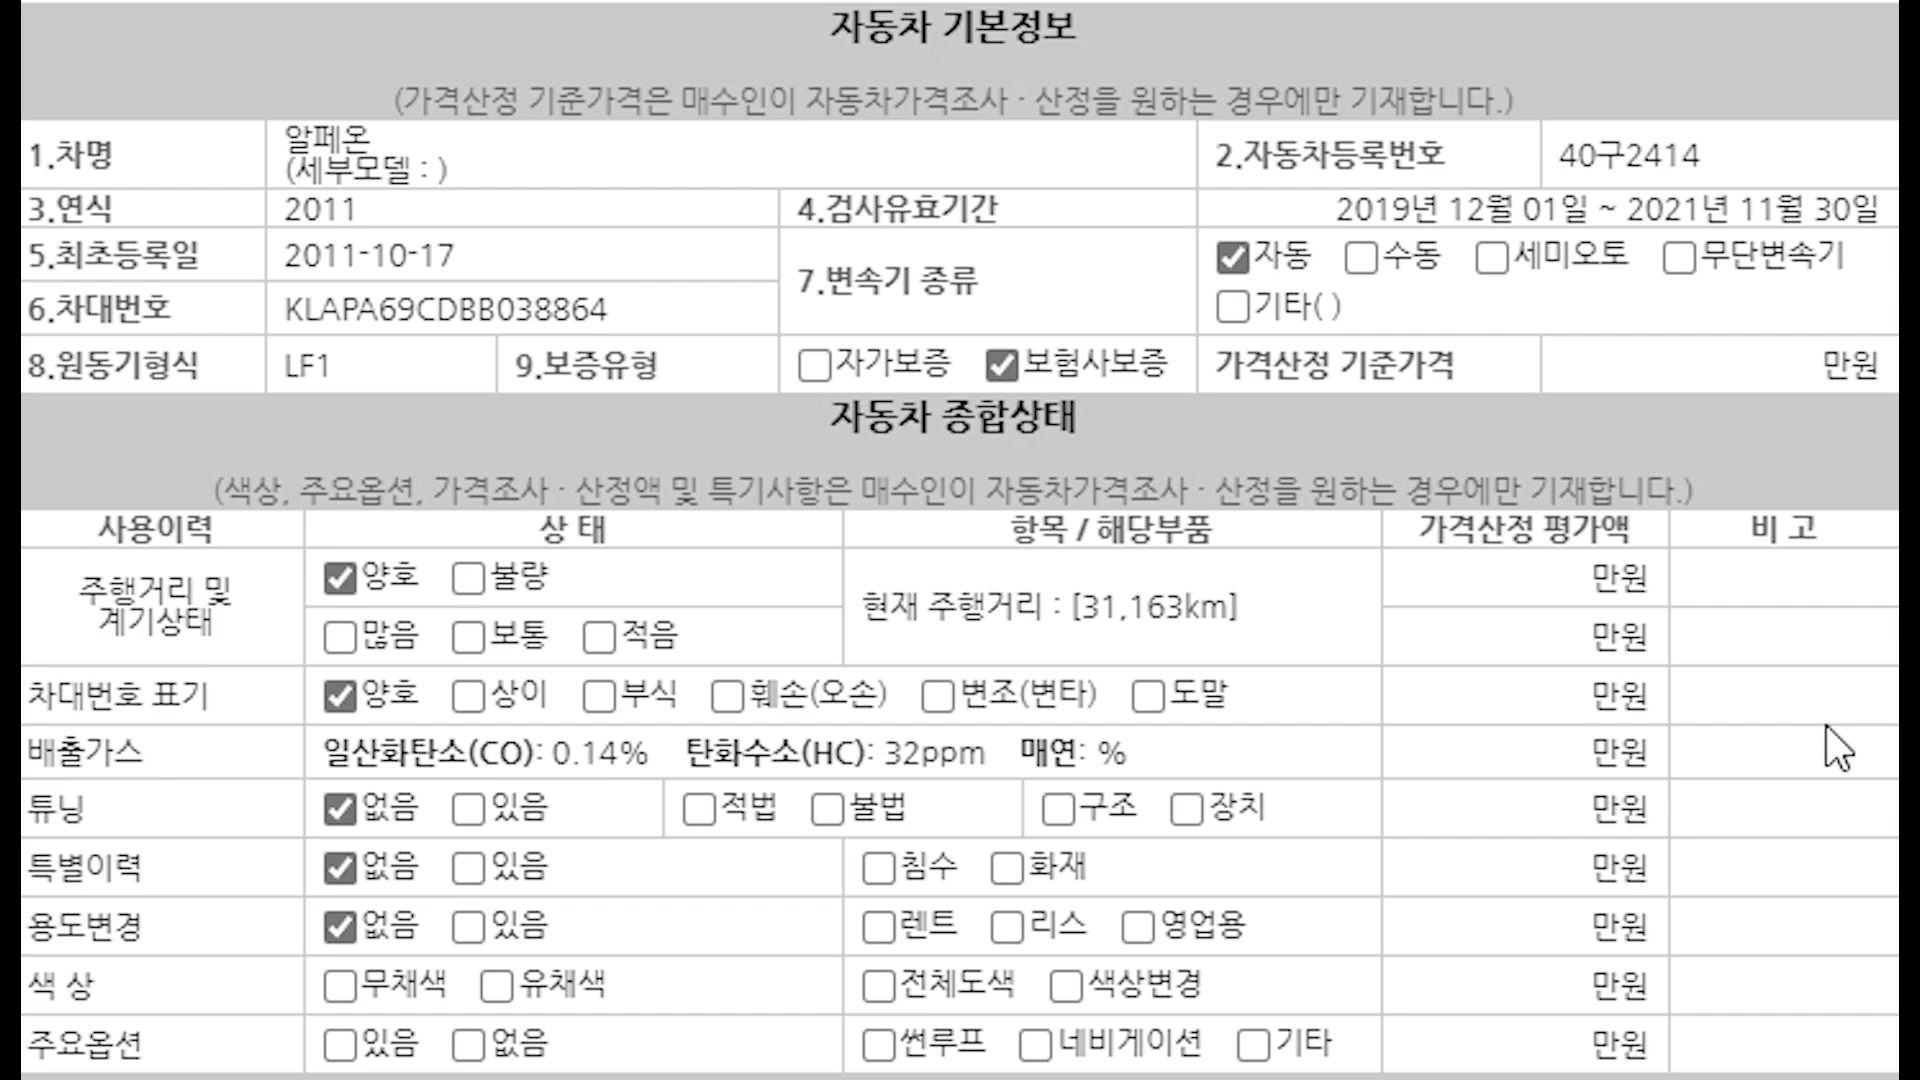 자동차 기본정보
(가격산정 기준가격은 매수인이 자동차가격조사 · 산정을 원하는 경우에만 기재합니다.)
1.차명 알페온 (세부모델 : ) 2.자동차등록번호 40구2414
3.연식 2011 4.검사유효기간 2019년 12월 01일 ~ 2021년 11월 30일
5.최초등록일 2011-10-17 7.변속기 종류 자동 수동 세미오토 무단변속기
기타( )
6.차대번호 KLAPA69CDBB038864
8.원동기형식 LF1 9.보증유형 자가보증 보험사보증 가격산정 기준가격 만원
자동차 종합상태
(색상, 주요옵션, 가격조사 · 산정액 및 특기사항은 매수인이 자동차가격조사 · 산정을 원하는 경우에만 기재합니다.)
사용이력 상 태 항목 / 해당부품 가격산정 평가액 비 고
주행거리 및 계기상태 양호 불량 현재 주행거리 : [31,163km] 만원
많음 보통 적음 만원
차대번호 표기 양호 상이 부식 훼손(오손) 변조(변타) 도말 만원
배출가스 일산화탄소(CO): 0.14% 탄화수소(HC): 32ppm 매연: % 만원
튜닝 없음 있음 적법 불법 구조 장치 만원
특별이력 없음 있음 침수 화재 만원
용도변경 없음 있음 렌트 리스 영업용 만원
색 상 무채색 유채색 전체도색 색상변경 만원
주요옵션 있음 없음 썬루프 네비게이션 기타 만원